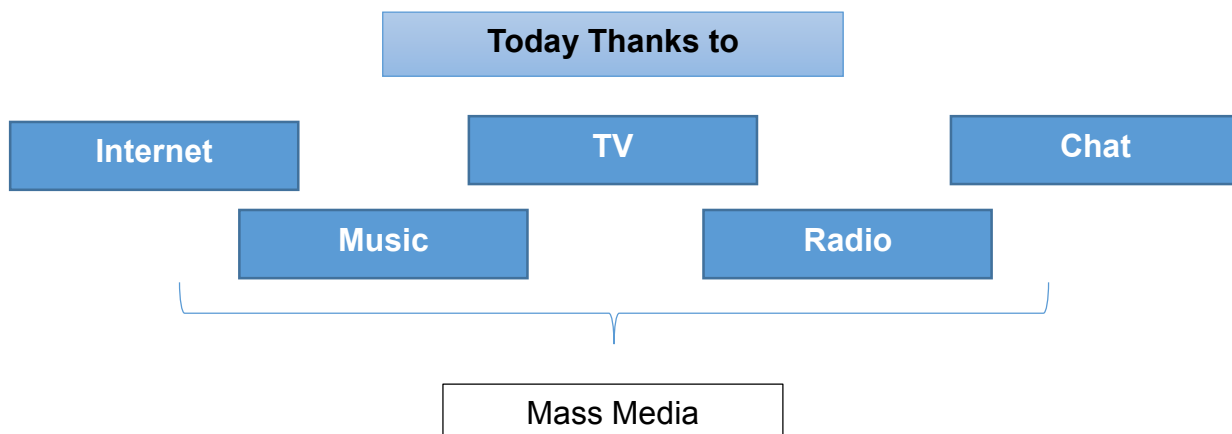 Today Thanks to
Internet
TV
Chat
Music
Radio
Mass Media